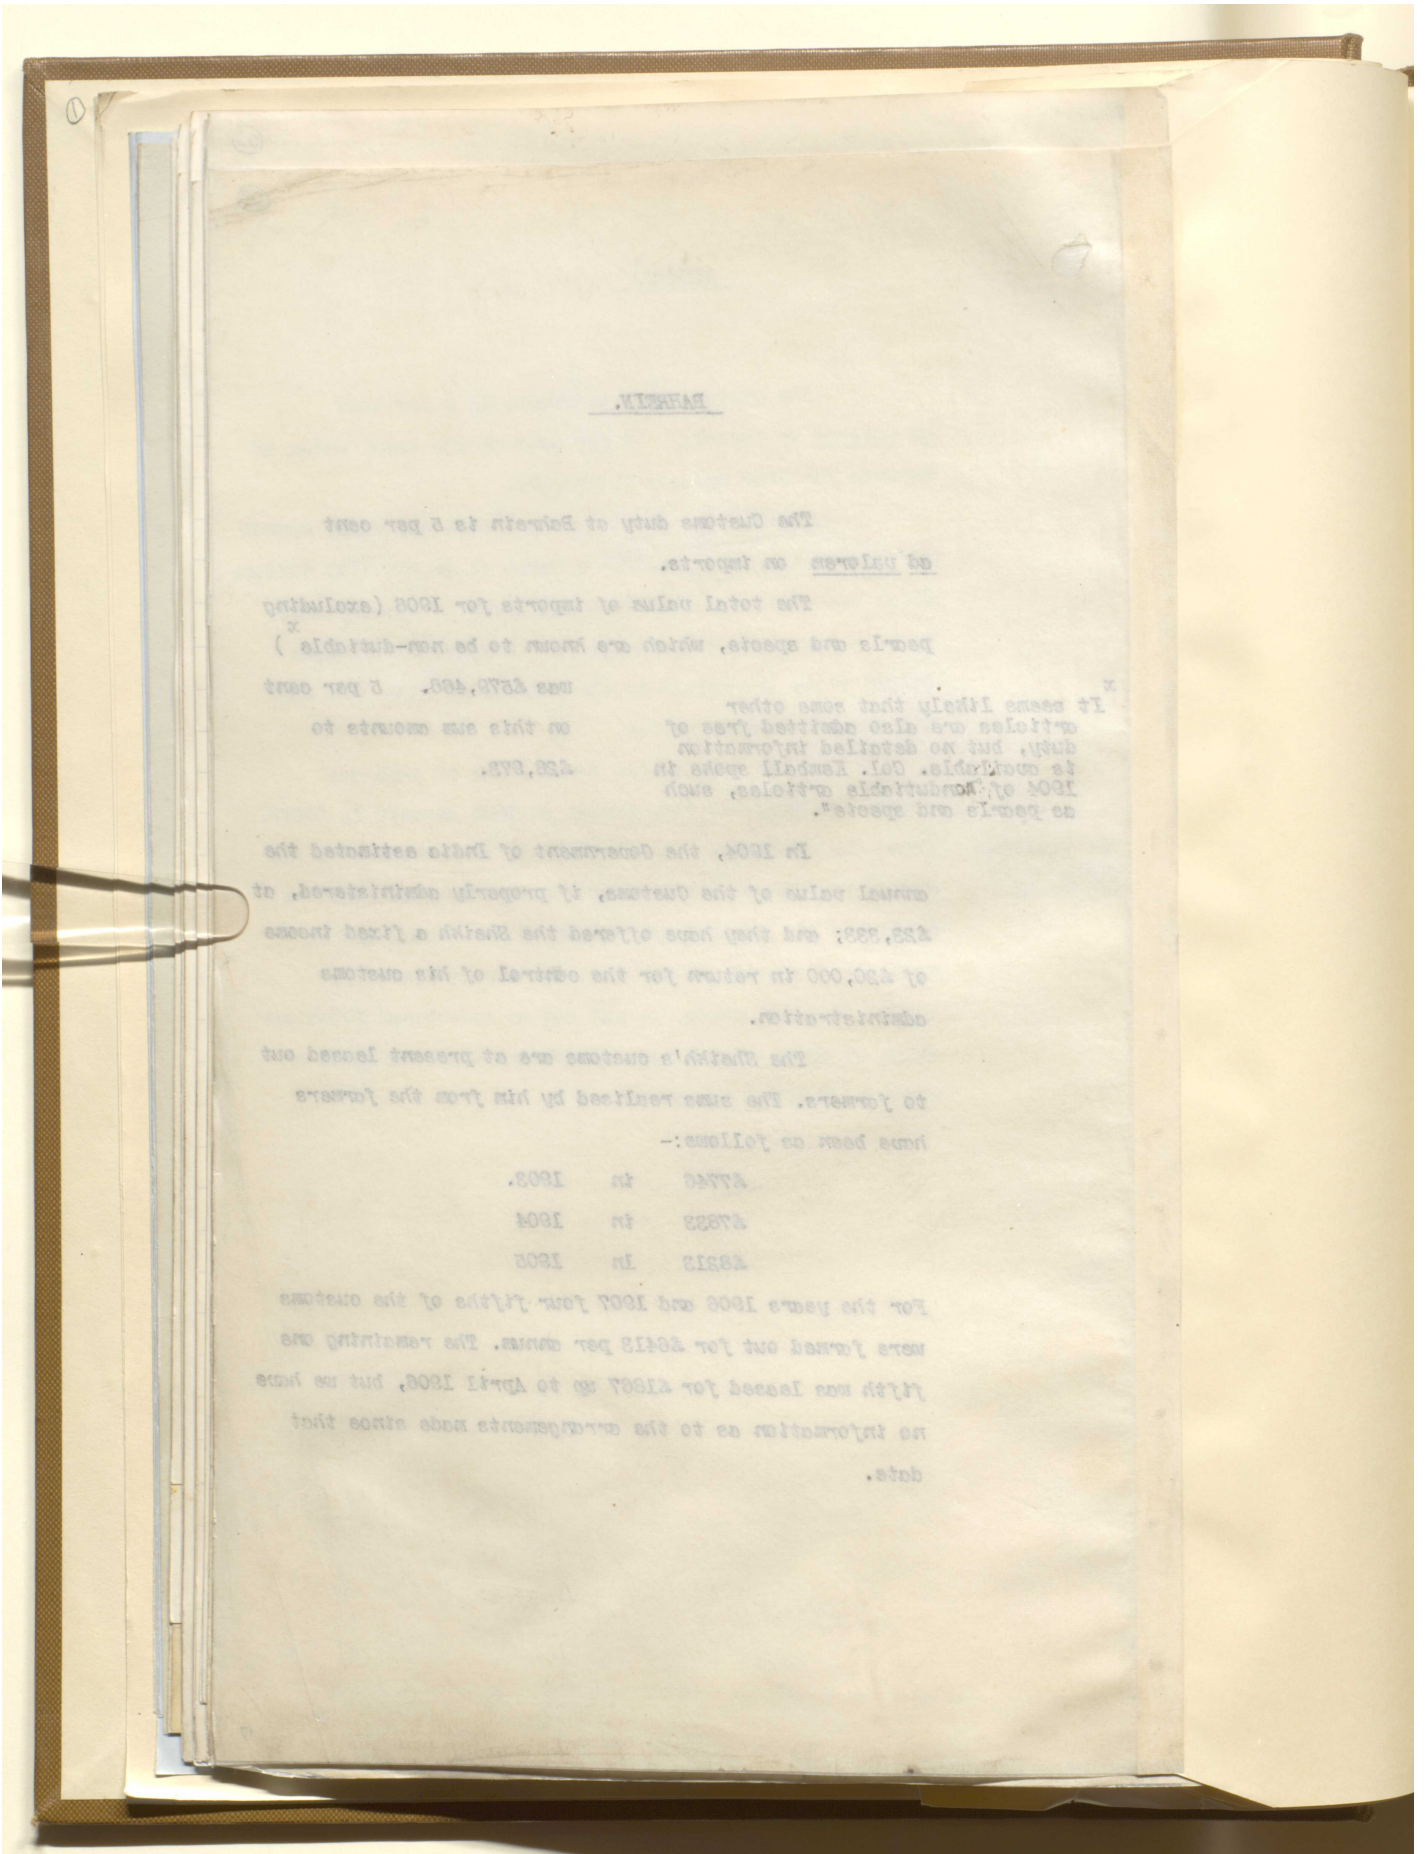 ①
BAHREIN.
The Customs duty at Bahrein is 5 per cent
ad valorem on imports.
The total value of imports for 1906 (excluding
pearls and specie, which are known to be non-dutiable x)
was £579,466. 5 per cent
on this sum amounts to
£28,973.
x
It seems likely that some other
articles are also admitted free of
duty, but no detailed information
is available. Col. Kemball spoke in
1904 of "nondutiable articles, such
as pearls and specie".
In 1904, the Government of India estimated the
annual value of the Customs, if properly administered, at
£23,333; and they have offered the Sheikh a fixed income
of £20,000 in return for the control of his customs
administration.
The Sheikh's customs are at present leased out
to farmers. The sums realised by him from the farmers
have been as follows:-
£7746 in 1903.
£7833 in 1904
£8213 in 1905
For the years 1906 and 1907 four fifths of the customs
were farmed out for £6413 per annum. The remaining one
fifth was leased for £1867 up to April 1906, but we have
no information as to the arrangements made since that
date.